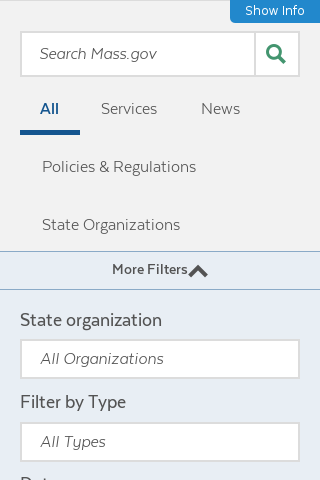 Show Info
Search Mass.gov
All Services News
Policies & Regulations
State Organizations
More Filters
State organization
All Organizations
Filter by Type
All Types